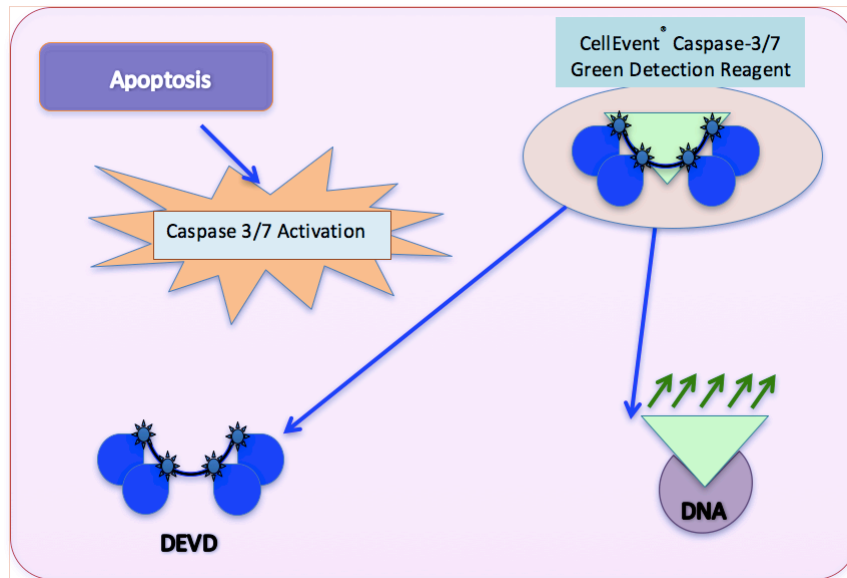 Apoptosis
CellEvent® Caspase-3/7
Green Detection Reagent
Caspase 3/7 Activation
DEVD
DNA